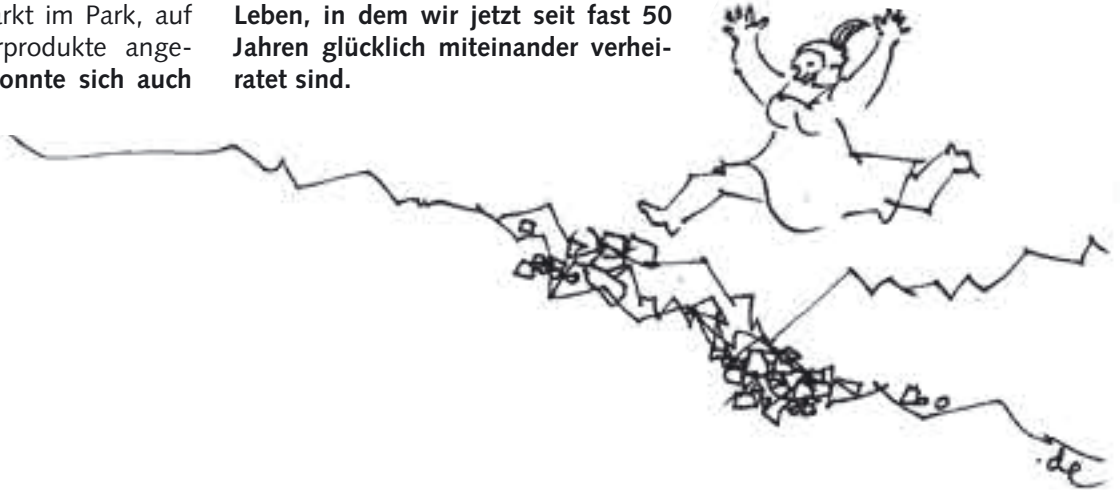 arkt im Park, auf
rprodukte ange-
onnte sich auch
Leben, in dem wir jetzt seit fast 50
Jahren glücklich miteinander verhei-
ratet sind.
.de